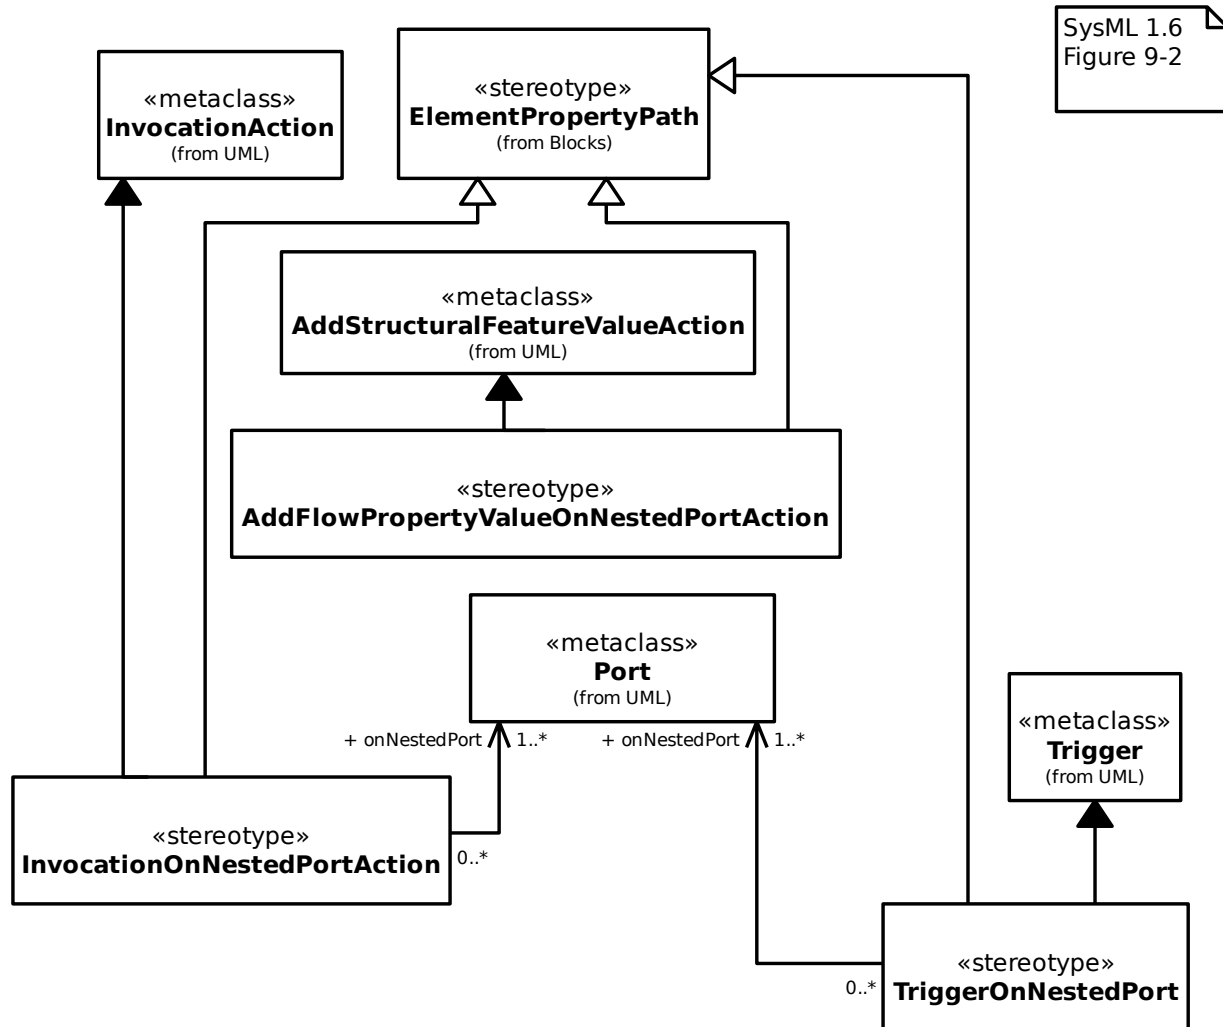 SysML 1.6
Figure 9-2
«metaclass»
InvocationAction
(from UML)
«stereotype»
ElementPropertyPath
(from Blocks)
«metaclass»
AddStructuralFeatureValueAction
(from UML)
«stereotype»
AddFlowPropertyValueOnNestedPortAction
«metaclass»
Port
(from UML)
+ onNestedPort
1..*
+ onNestedPort
1..*
«metaclass»
Trigger
(from UML)
«stereotype»
InvocationOnNestedPortAction
0..*
«stereotype»
TriggerOnNestedPort
0..*